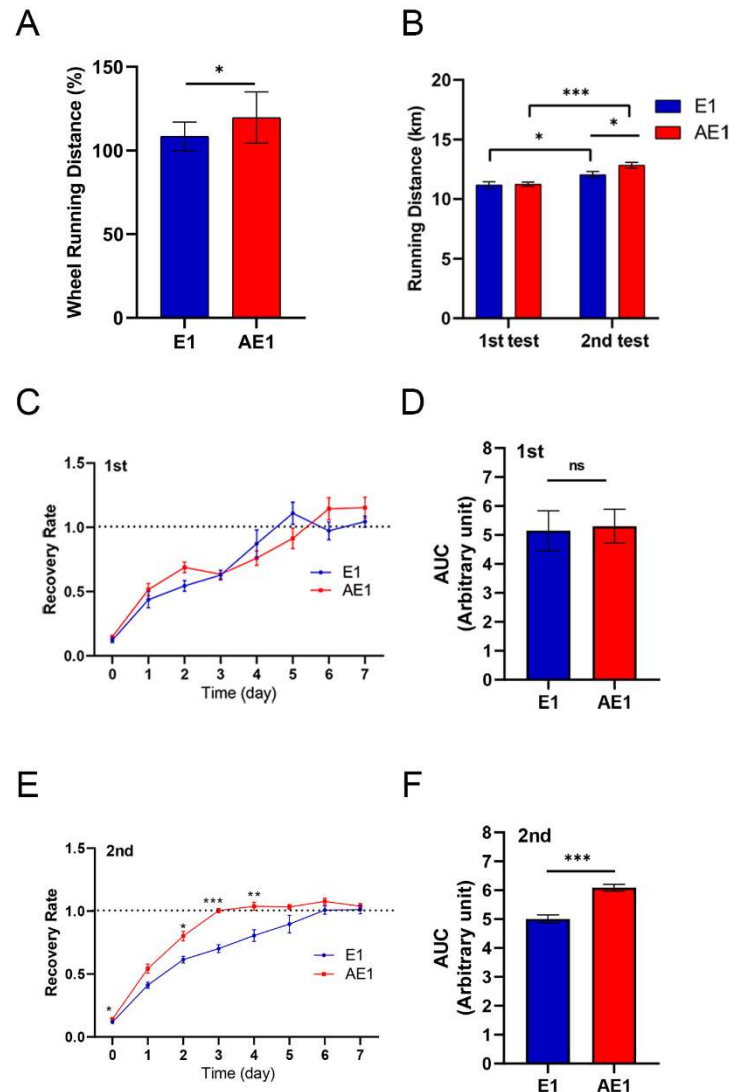 A
Wheel Running Distance (%)
150
100
50
0
*
E1 AE1
B
Running Distance (km)
20
15
10
5
0
***
*
*
E1
AE1
1st test 2nd test
C
Recovery Rate
1.5
1.0
0.5
0.0
1st
E1
AE1
0 1 2 3 4 5 6 7
Time (day)
D
AUC
(Arbitrary unit)
8
7
6
5
4
3
2
1
0
1st
ns
E1 AE1
E
Recovery Rate
1.5
1.0
0.5
0.0
2nd
* * *** **
E1
AE1
0 1 2 3 4 5 6 7
Time (day)
F
AUC
(Arbitrary unit)
8
7
6
5
4
3
2
1
0
2nd
***
E1 AE1